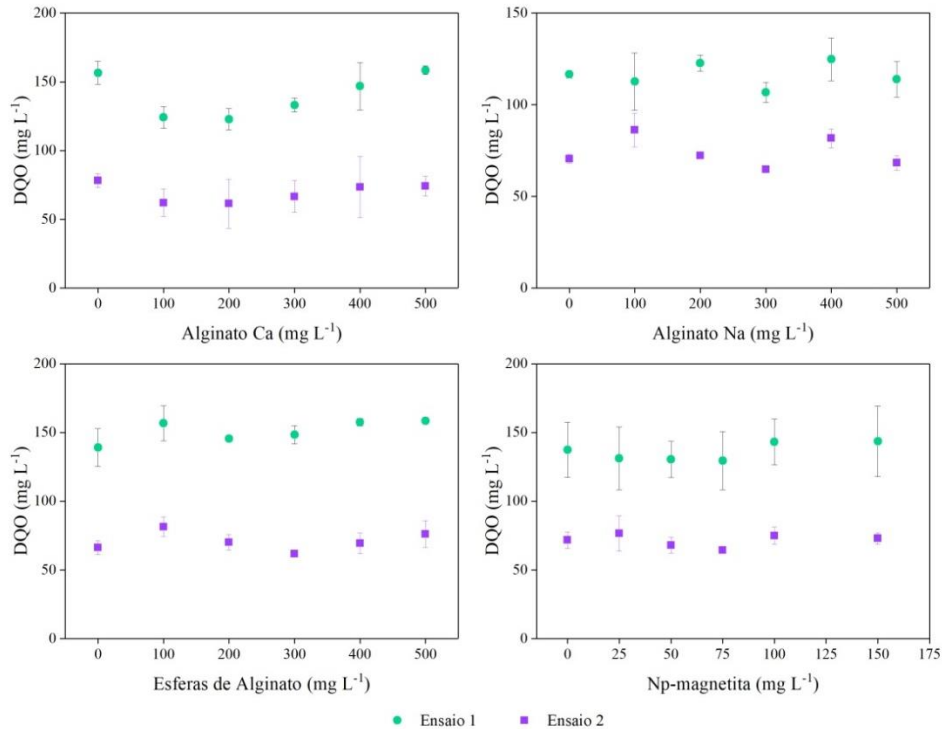 200
150
100
50
0
DQO (mg L⁻¹)
0 100 200 300 400 500
Alginato Ca (mg L⁻¹)
150
100
50
0
DQO (mg L⁻¹)
0 100 200 300 400 500
Alginato Na (mg L⁻¹)
200
150
100
50
0
DQO (mg L⁻¹)
0 100 200 300 400 500
Esferas de Alginato (mg L⁻¹)
200
150
100
50
0
DQO (mg L⁻¹)
0 25 50 75 100 125 150 175
Np-magnetita (mg L⁻¹)
Ensaio 1 Ensaio 2